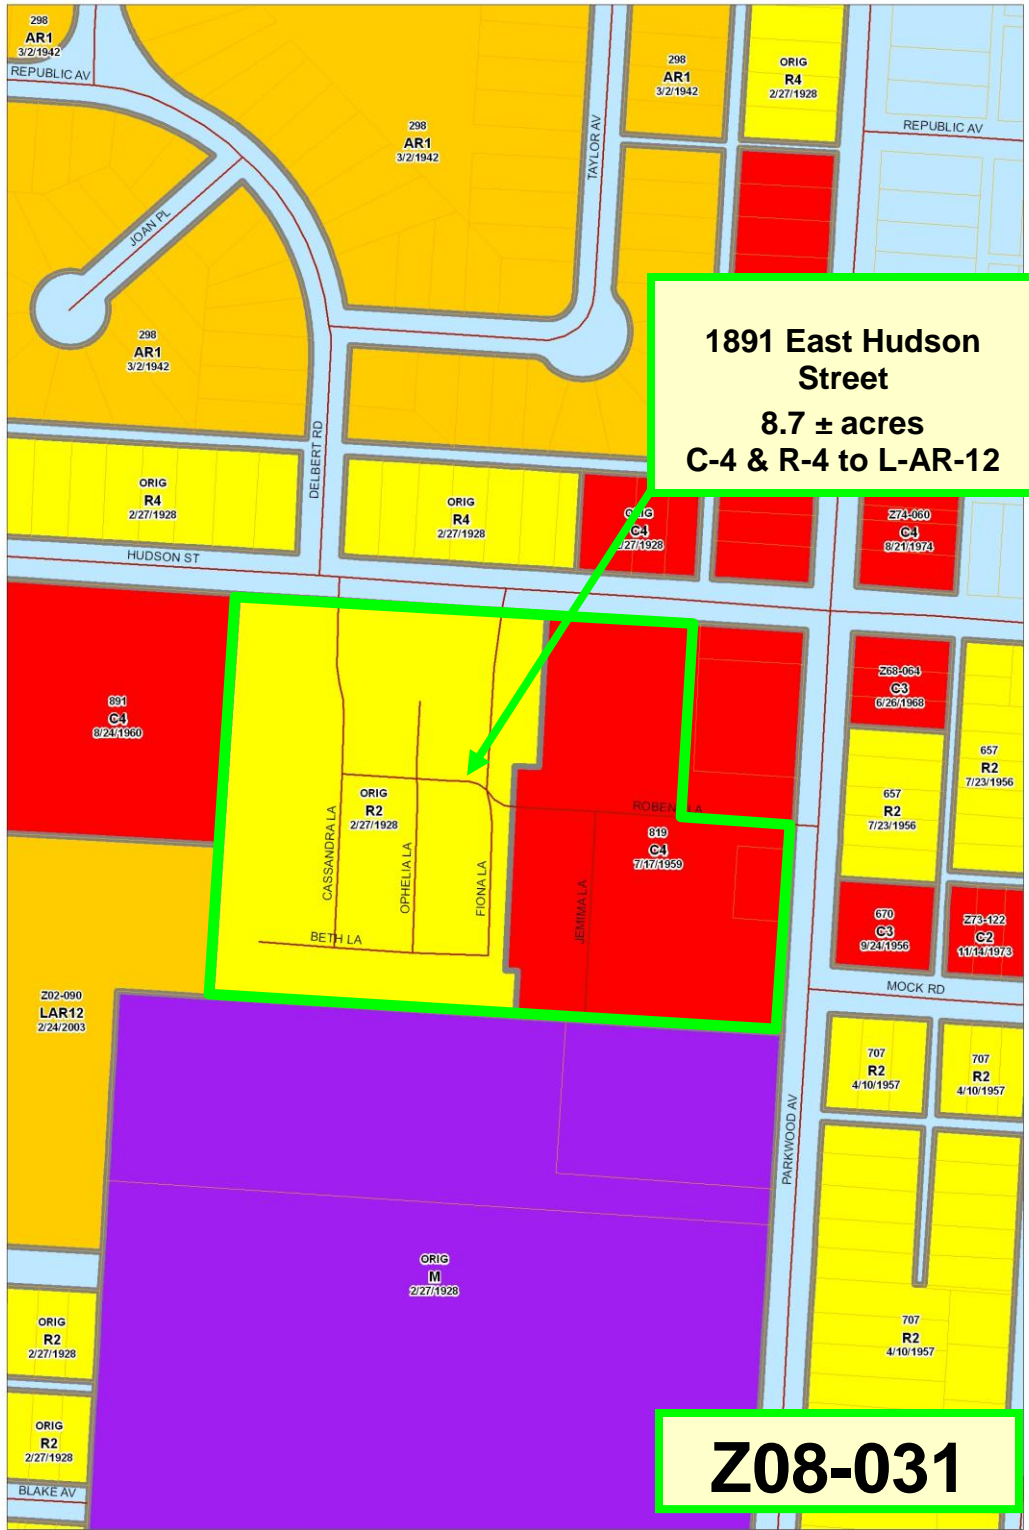 298
AR1
3/2/1942
REPUBLIC AV
298
AR1
3/2/1942
TAYLOR AV
298
AR1
3/2/1942
ORIG
R4
2/27/1928
REPUBLIC AV
JOAN PL
298
AR1
3/2/1942
1891 East Hudson
Street
8.7 ± acres
C-4 & R-4 to L-AR-12
DELBERT RD
ORIG
R4
2/27/1928
ORIG
R4
2/27/1928
C4
27/1928
Z74-060
C4
8/21/1974
HUDSON ST
891
C4
8/24/1960
Z68-064
C3
6/26/1968
657
R2
7/23/1956
657
R2
7/23/1956
ORIG
R2
2/27/1928
CASSANDRA LA
OPHELIA LA
FIONA LA
BETH LA
LA
819
C4
7/17/1959
JEMIMA LA
670
C3
9/24/1956
Z73-122
C2
11/14/1973
MOCK RD
Z02-090
LAR12
2/24/2003
707
R2
4/10/1957
707
R2
4/10/1957
PARKWOOD AV
ORIG
M
2/27/1928
ORIG
R2
2/27/1928
707
R2
4/10/1957
ORIG
R2
2/27/1928
BLAKE AV
Z08-031